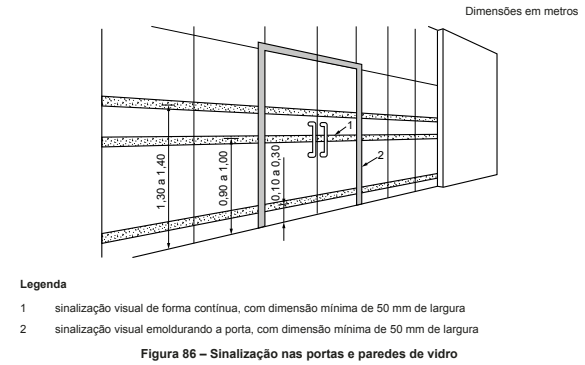 Dimensões em metros
1
2
1,30 a 1,40
0,90 a 1,00
0,10 a 0,30
Legenda
1 sinalização visual de forma contínua, com dimensão mínima de 50 mm de largura
2 sinalização visual emoldurando a porta, com dimensão mínima de 50 mm de largura
Figura 86 – Sinalização nas portas e paredes de vidro